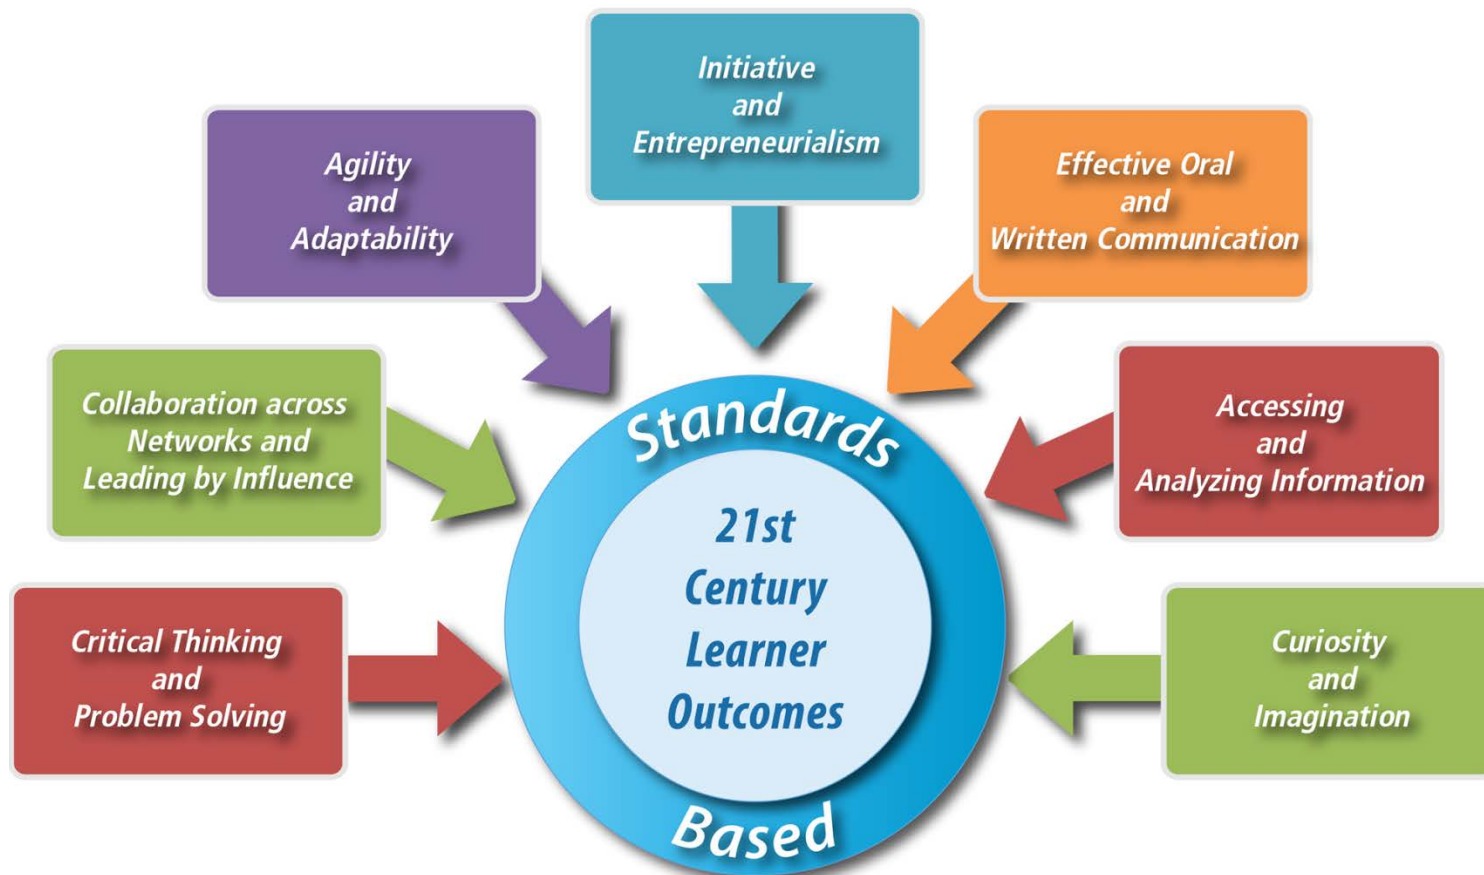 Initiative
and
Entrepreneurialism
Agility
and
Adaptability
Effective Oral
and
Written Communication
Collaboration across
Networks and
Leading by Influence
Accessing
and
Analyzing Information
Critical Thinking
and
Problem Solving
Curiosity
and
Imagination
Standards
21st
Century
Learner
Outcomes
Based